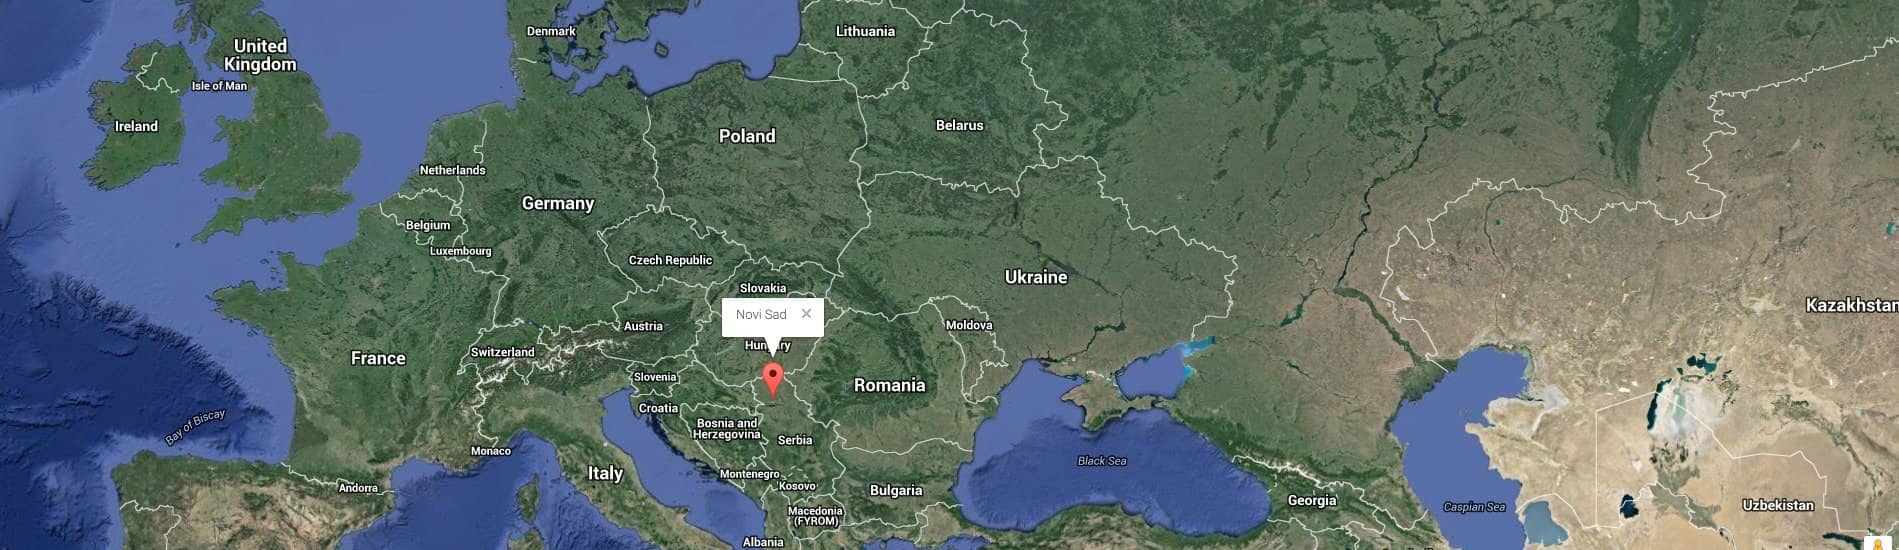 Denmark
Lithuania
United
Kingdom
Isle of Man
Ireland
Poland
Belarus
Netherlands
Germany
Belgium
Luxembourg
Czech Republic
Ukraine
Slovakia
Kazakhstan
Novi Sad ×
Austria
Moldova
Hungary
Switzerland
France
Slovenia
Romania
Croatia
Bay of Biscay
Bosnia and
Herzegovina
Serbia
Monaco
Black Sea
Italy
Montenegro
Kosovo
Andorra
Bulgaria
Georgia
Caspian Sea
Uzbekistan
Macedonia
(FYROM)
Albania